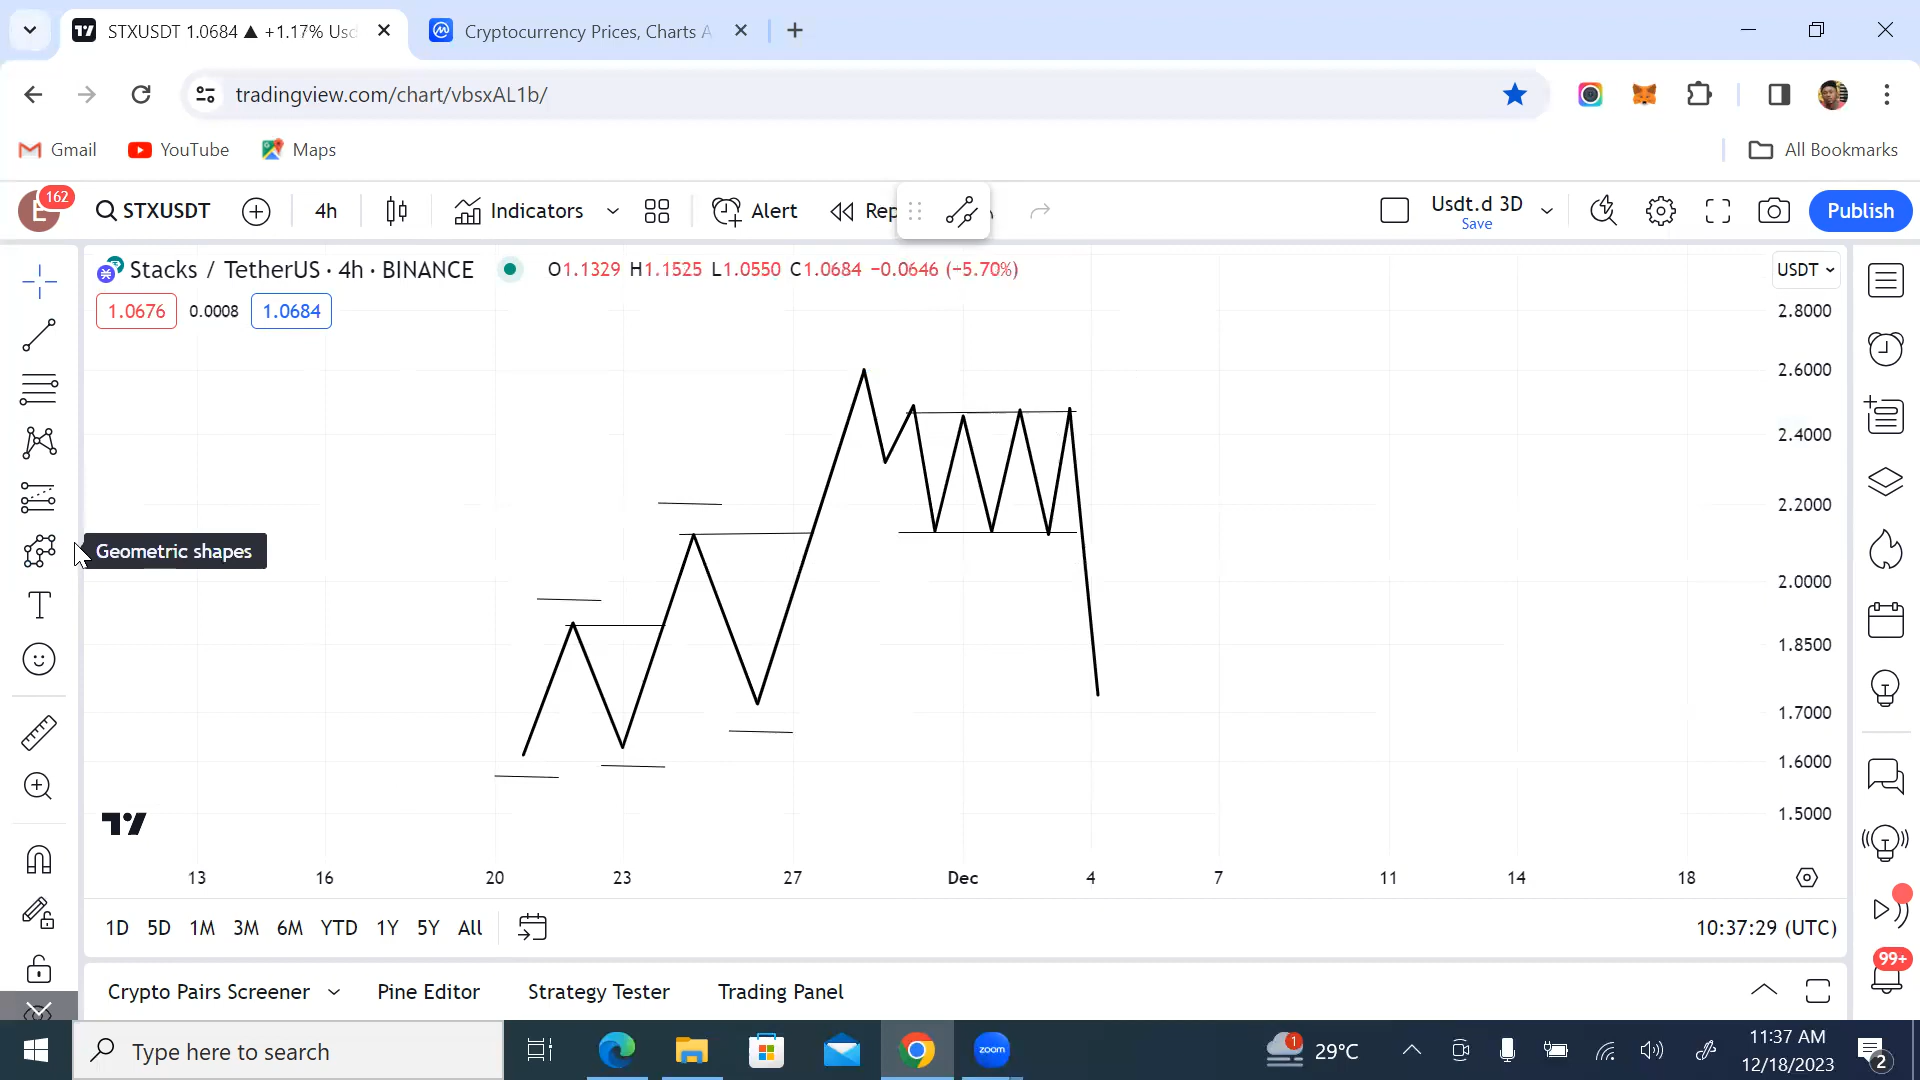 STXUSDT 1.0684 ▲ +1.17% Usd
Cryptocurrency Prices, Charts A
tradingview.com/chart/vbsxAL1b/
Gmail YouTube Maps All Bookmarks
E 162 STXUSDT 4h Indicators Alert Rep Usdt.d 3D Save Publish
Stacks / TetherUS · 4h · BINANCE O1.1329 H1.1525 L1.0550 C1.0684 −0.0646 (−5.70%) USDT
1.0676 0.0008 1.0684
2.8000
2.6000
2.4000
2.2000
Geometric shapes
2.0000
1.8500
1.7000
1.6000
1.5000
13 16 20 23 27 Dec 4 7 11 14 18
1D 5D 1M 3M 6M YTD 1Y 5Y All 10:37:29 (UTC)
99+
Crypto Pairs Screener Pine Editor Strategy Tester Trading Panel
Type here to search zoom 1 29°C 11:37 AM
12/18/2023 2